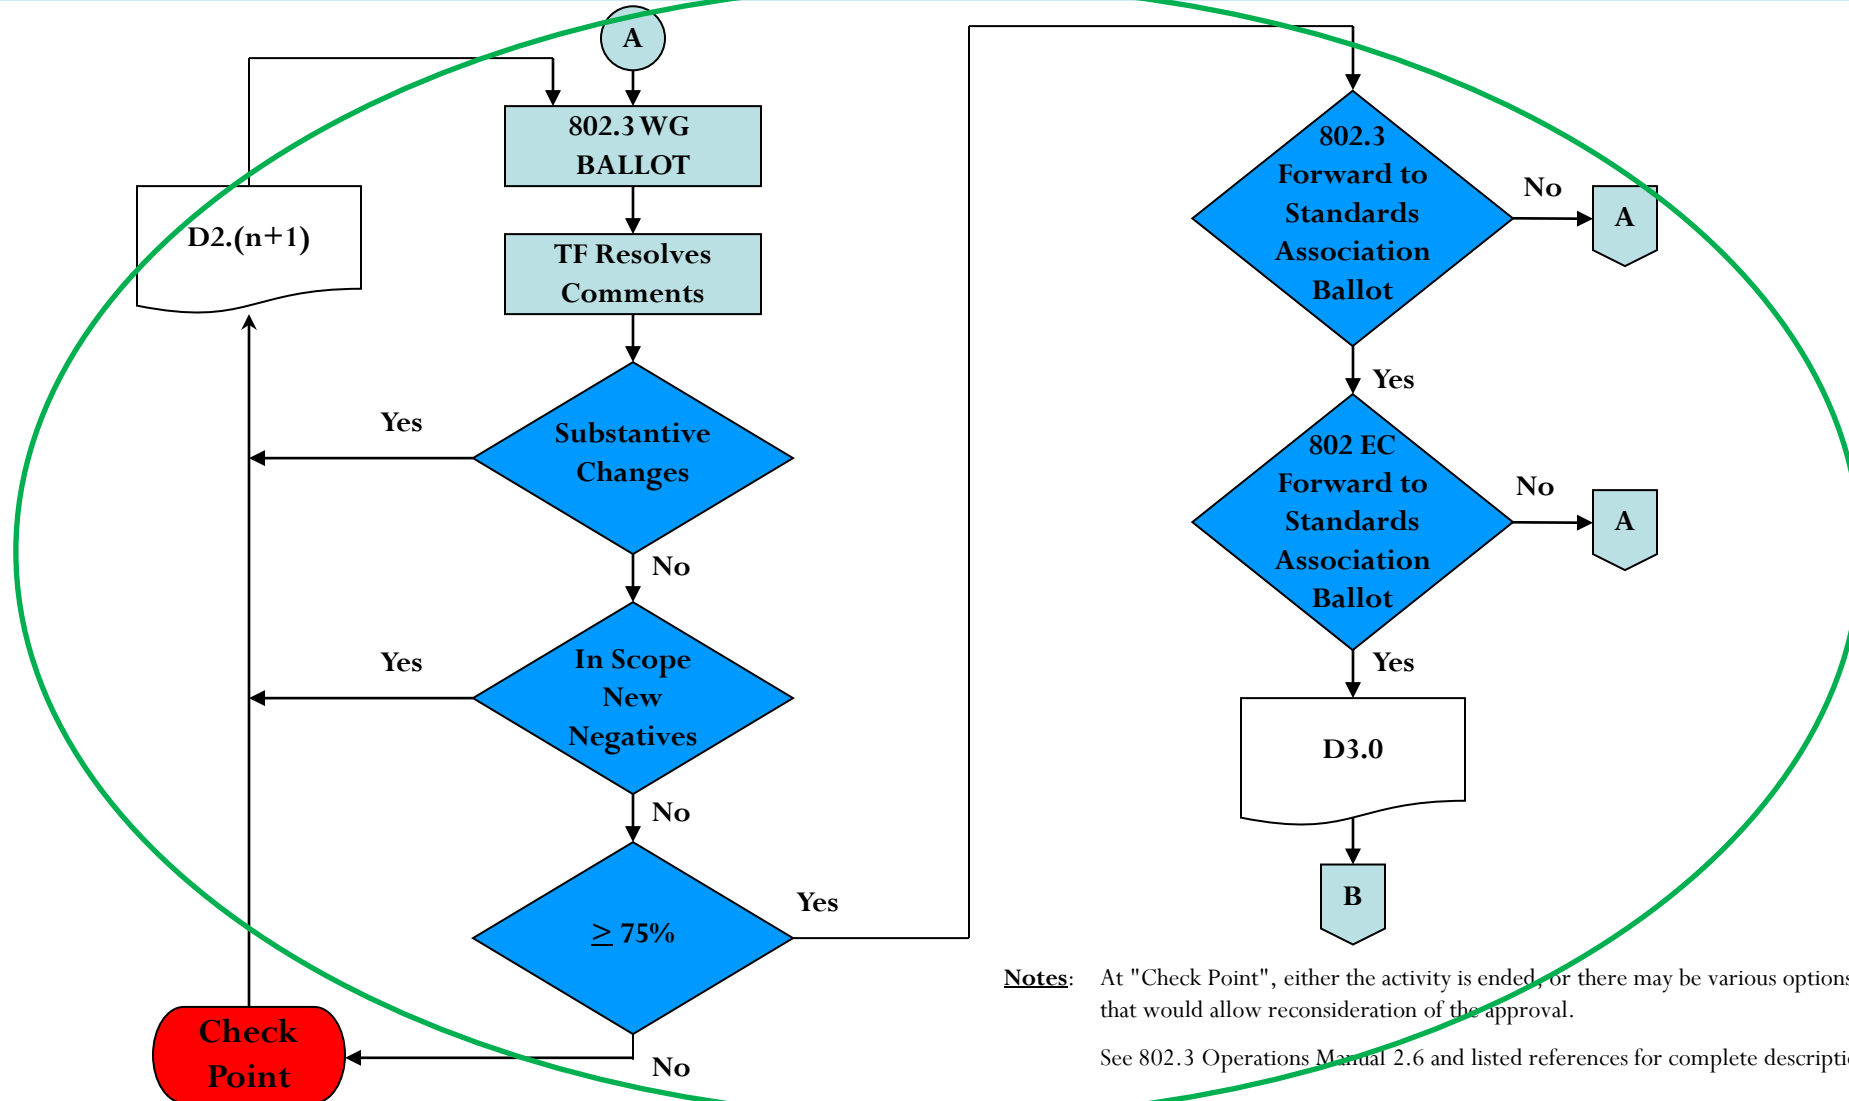 A
802.3 WG
BALLOT
D2.(n+1)
TF Resolves
Comments
Yes
Substantive
Changes
No
Yes
In Scope
New
Negatives
No
Yes
≥ 75%
No
Check
Point
802.3
Forward to
Standards
Association
Ballot
No
A
Yes
802 EC
Forward to
Standards
Association
Ballot
No
A
Yes
D3.0
B
Notes: At "Check Point", either the activity is ended, or there may be various options
that would allow reconsideration of the approval.
See 802.3 Operations Manual 2.6 and listed references for complete